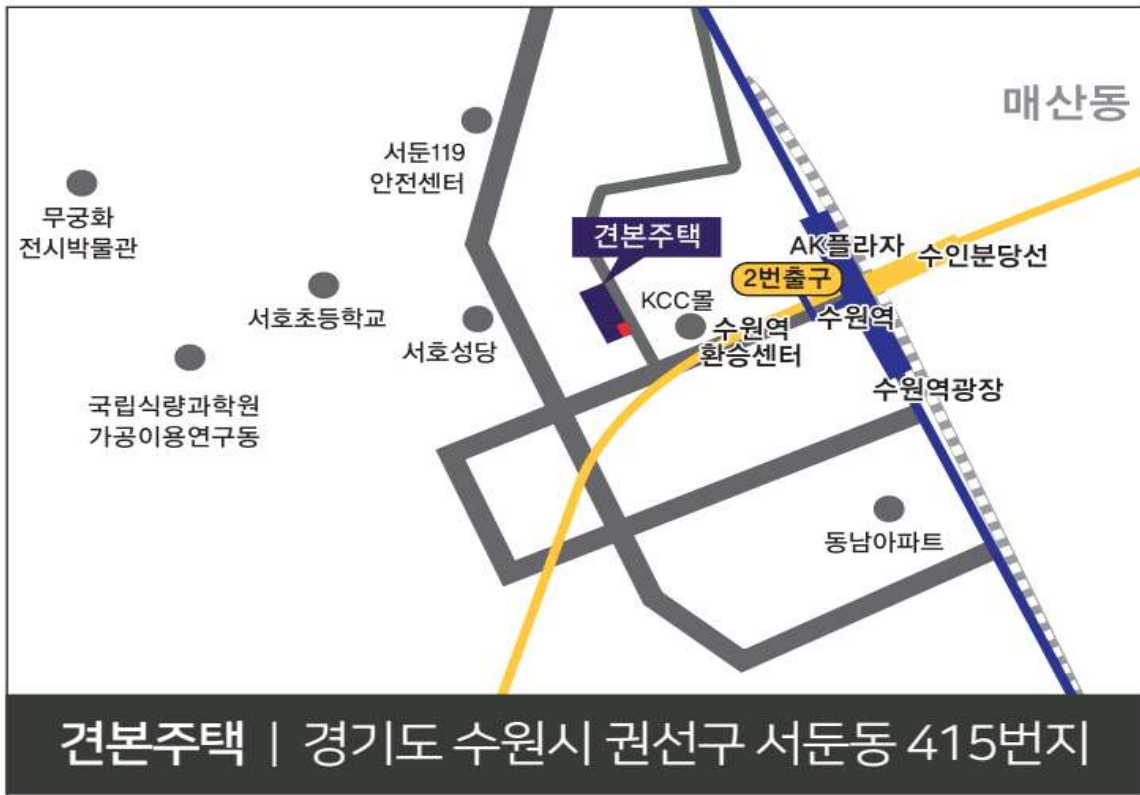 매산동
서둔119
안전센터
무궁화
전시박물관
견본주택
AK플라자
수인분당선
2번출구
서호초등학교
서호성당
KCC몰
수원역
수원역
환승센터
수원역광장
국립식량과학원
가공이용연구동
동남아파트
견본주택 | 경기도 수원시 권선구 서둔동 415번지